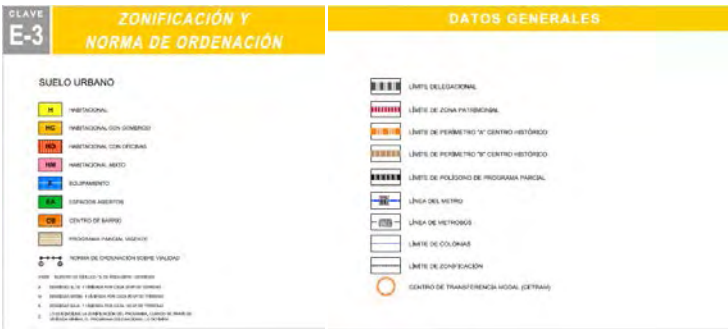 CLAVE
E-3
ZONIFICACIÓN Y
NORMA DE ORDENACIÓN
SUELO URBANO
H HABITACIONAL
HC HABITACIONAL CON COMERCIO
HO HABITACIONAL CON OFICINAS
HM HABITACIONAL MIXTO
E EQUIPAMIENTO
EA ESPACIOS ABIERTOS
CB CENTRO DE BARRIO
PROGRAMA PARCIAL VIGENTE
NORMA DE ORDENACIÓN SOBRE VIALIDAD
DATOS GENERALES
LÍMITE DELEGACIONAL
LÍMITE DE ZONA PATRIMONIAL
LÍMITE DE PERÍMETRO "A" CENTRO HISTÓRICO
LÍMITE DE PERÍMETRO "B" CENTRO HISTÓRICO
LÍMITE DE POLÍGONO DE PROGRAMA PARCIAL
LÍNEA DEL METRO
LÍNEA DE METROBÚS
LÍMITE DE COLONIAS
LÍMITE DE ZONIFICACIÓN
CENTRO DE TRANSFERENCIA MODAL (CETRAM)